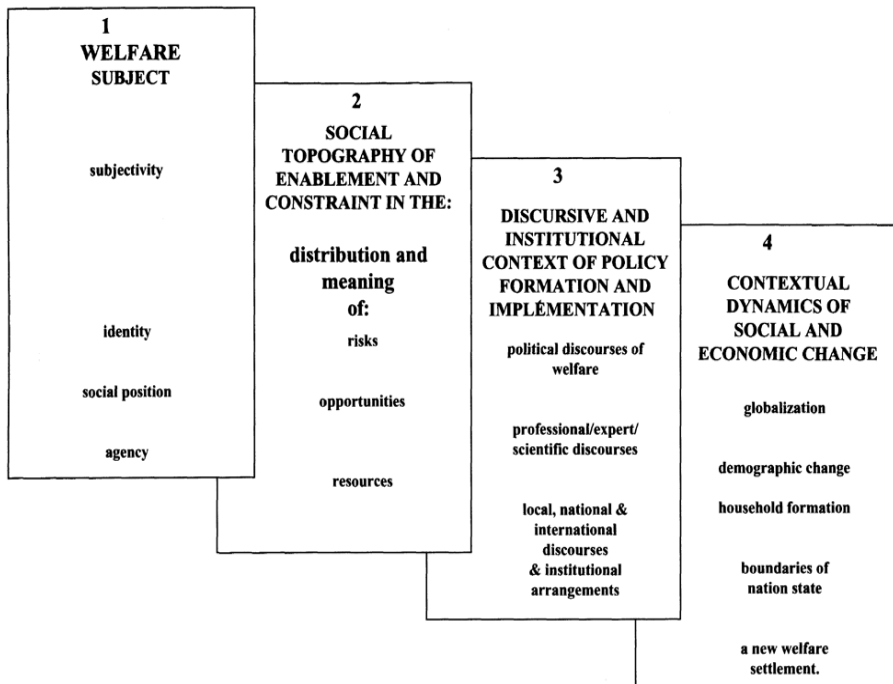 1
WELFARE
SUBJECT
subjectivity
identity
social position
agency
2
SOCIAL
TOPOGRAPHY OF
ENABLEMENT AND
CONSTRAINT IN THE:
distribution and
meaning
of:
risks
opportunities
resources
3
DISCURSIVE AND
INSTITUTIONAL
CONTEXT OF POLICY
FORMATION AND
IMPLÉMENTATION
political discourses of
welfare
professional/expert/
scientific discourses
local, national &
international
discourses
& institutional
arrangements
4
CONTEXTUAL
DYNAMICS OF
SOCIAL AND
ECONOMIC CHANGE
globalization
demographic change
household formation
boundaries of
nation state
a new welfare
settlement.